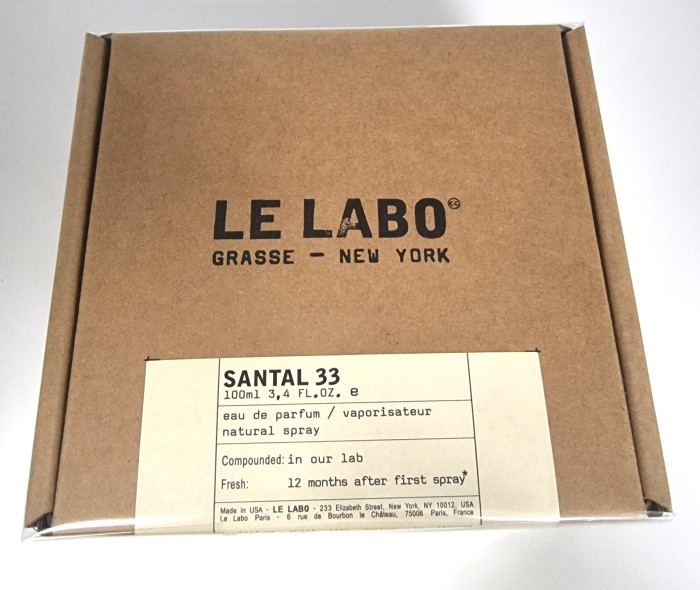 LE LABO
GRASSE — NEW YORK
SANTAL 33
100ml 3,4 FL.OZ. e
eau de parfum / vaporisateur
natural spray
Compounded: in our lab
Fresh: 12 months after first spray*
Made in USA - LE LABO - 233 Elizabeth Street, New York, NY 10012, USA
Le Labo Paris - 6 rue de Bourbon le Château, 75006 Paris, France